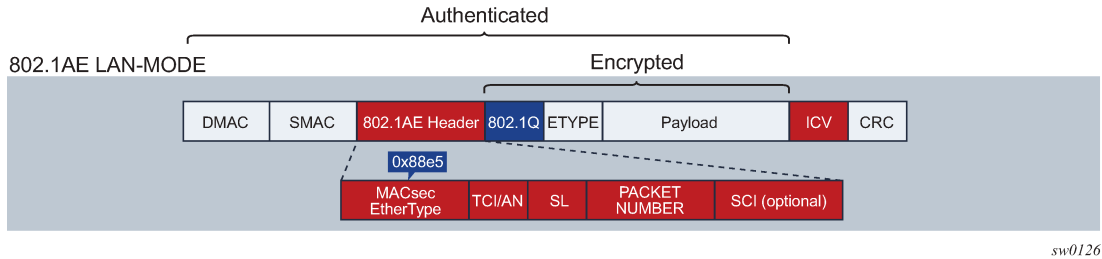 Authenticated
802.1AE LAN-MODE
Encrypted
DMAC SMAC 802.1AE Header 802.1Q ETYPE Payload ICV CRC
0x88e5
MACsec EtherType TCI/AN SL PACKET NUMBER SCI (optional)
sw0126